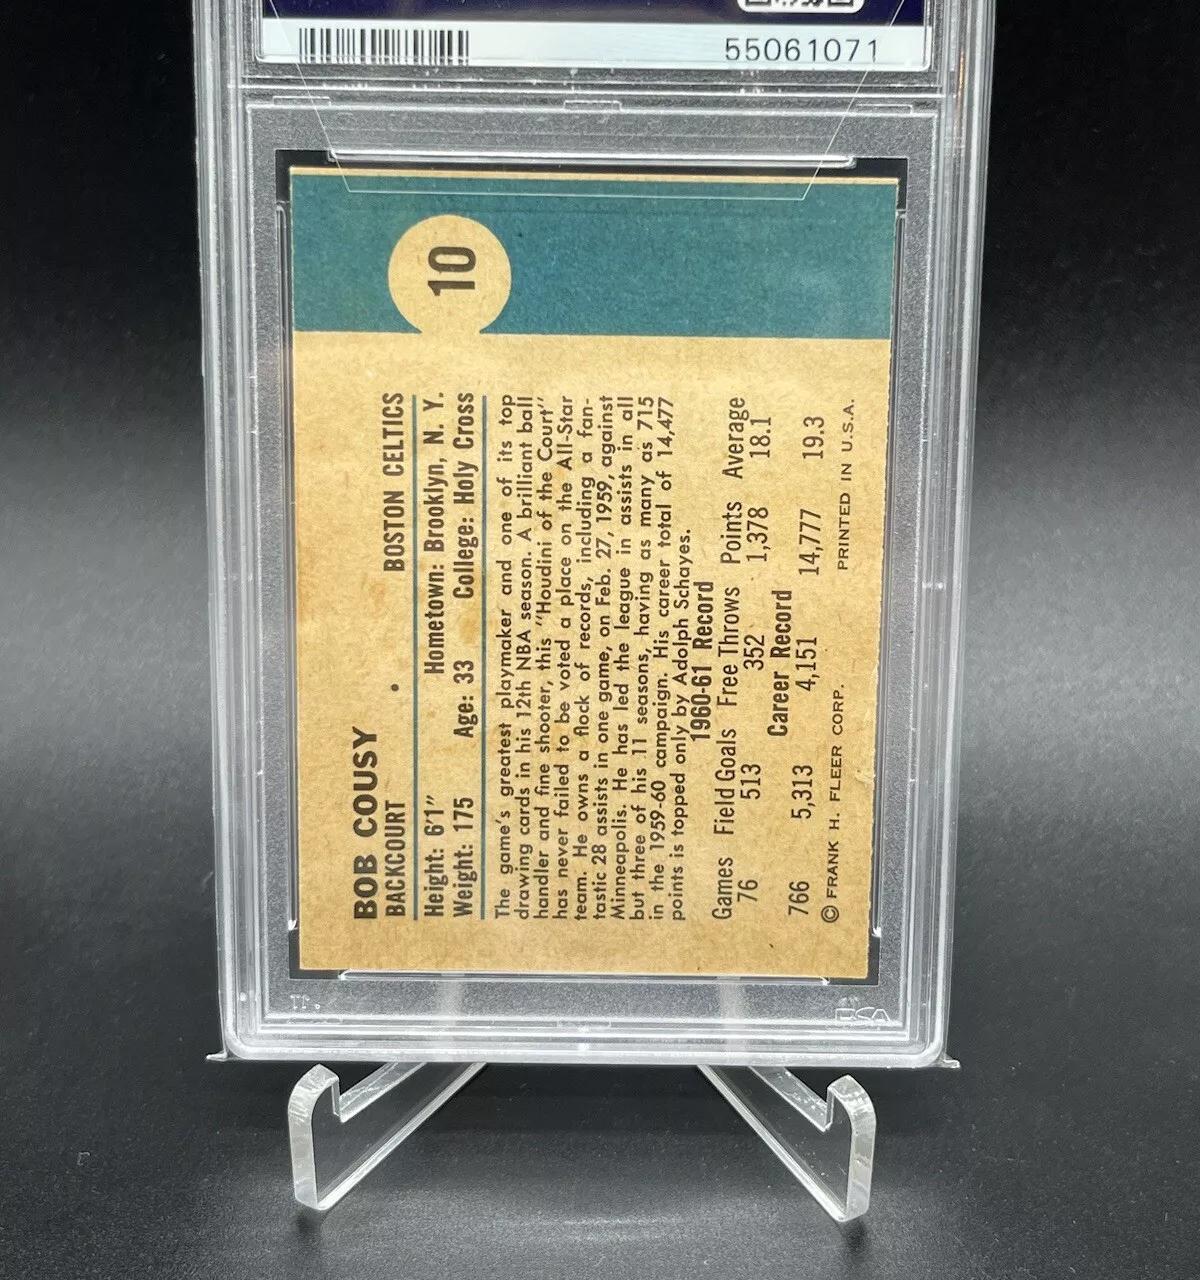 55061071
10
BOB COUSY
BACKCOURT BOSTON CELTICS
Height: 6'1" Hometown: Brooklyn, N. Y.
Weight: 175 Age: 33 College: Holy Cross
The game's greatest playmaker and one of its top
drawing cards in his 12th NBA season. A brilliant ball
handler and fine shooter, this "Houdini of the Court"
has never failed to be voted a place on the All-Star
team. He owns a flock of records, including a fan-
tastic 28 assists in one game, on Feb. 27, 1959, against
Minneapolis. He has led the league in assists in all
but three of his 11 seasons, having as many as 715
in the 1959-60 campaign. His career total of 14,477
points is topped only by Adolph Schayes.
1960-61 Record
Games Field Goals Free Throws Points Average
76 513 352 1,378 18.1
Career Record
766 5,313 4,151 14,777 19.3
© FRANK H. FLEER CORP. PRINTED IN U.S.A.
PSA